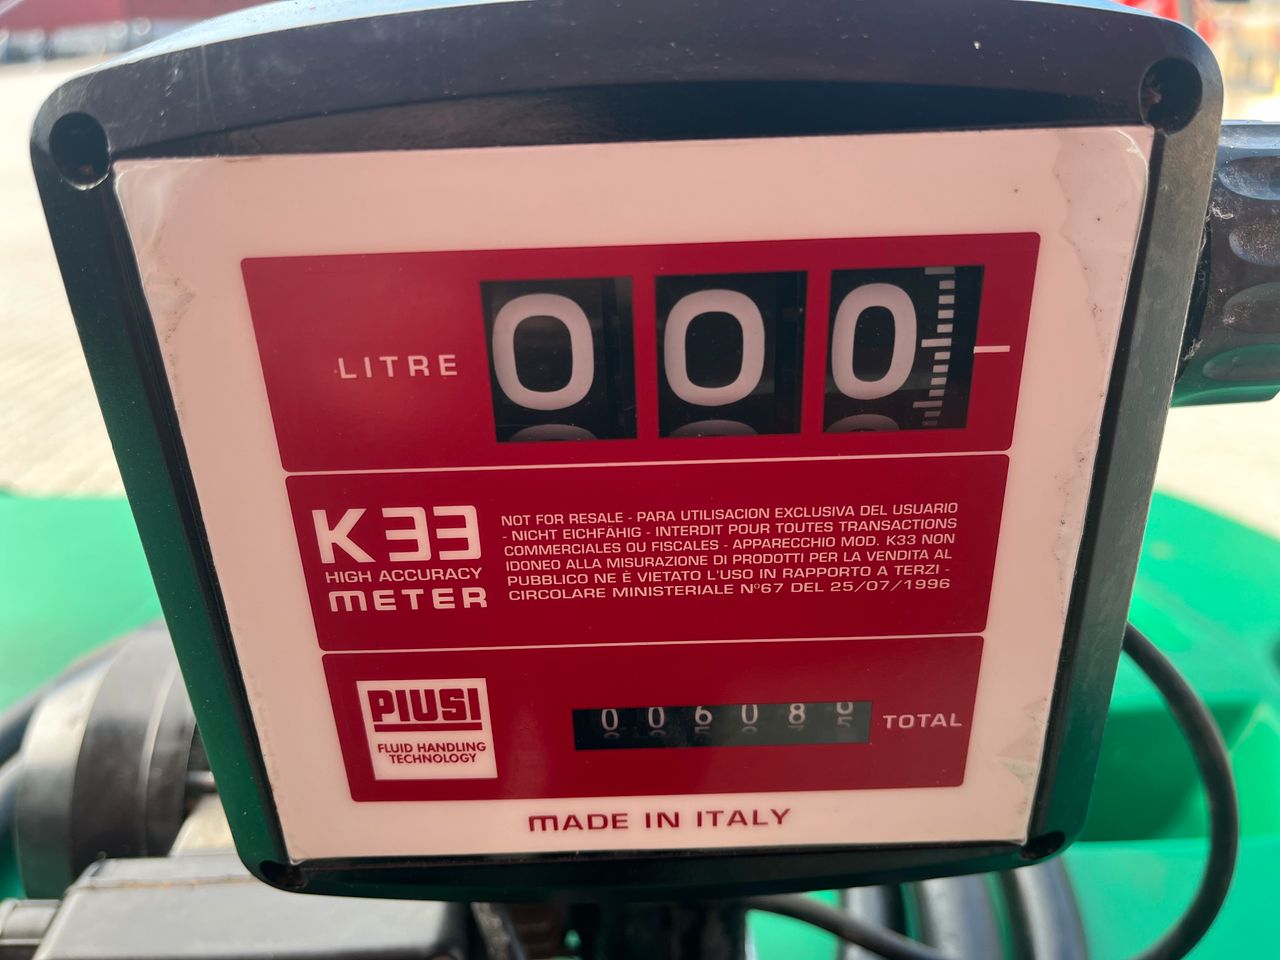 LITRE 000
K33
HIGH ACCURACY
METER
NOT FOR RESALE - PARA UTILISACION EXCLUSIVA DEL USUARIO
- NICHT EICHFÄHIG - INTERDIT POUR TOUTES TRANSACTIONS
COMMERCIALES OU FISCALES - APPARECCHIO MOD. K33 NON
IDONEO ALLA MISURAZIONE DI PRODOTTI PER LA VENDITA AL
PUBBLICO NE È VIETATO L'USO IN RAPPORTO A TERZI -
CIRCOLARE MINISTERIALE N°67 DEL 25/07/1996
PIUSI
FLUID HANDLING
TECHNOLOGY
00608 TOTAL
MADE IN ITALY